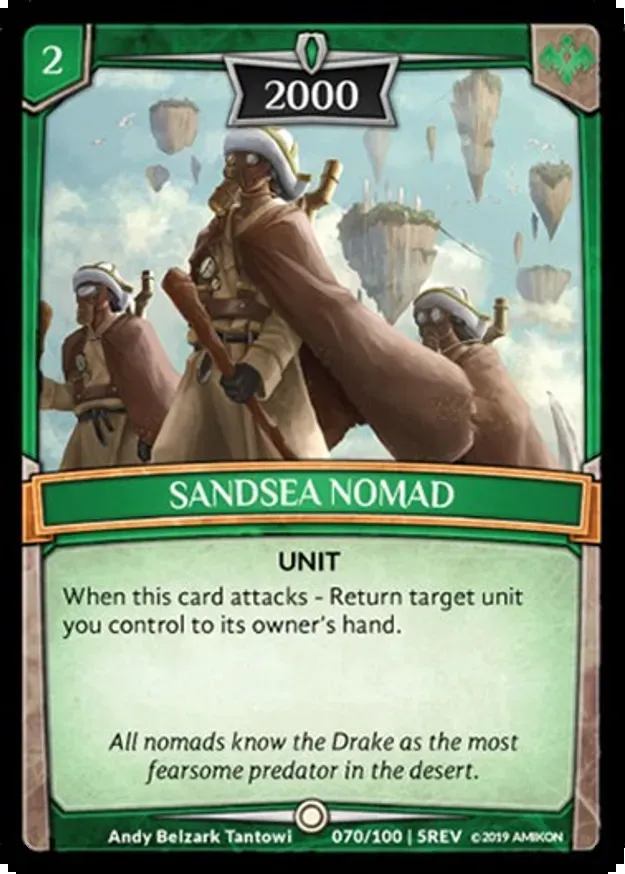 2
2000
SANDSEA NOMAD
UNIT
When this card attacks - Return target unit
you control to its owner's hand.
All nomads know the Drake as the most
fearsome predator in the desert.
Andy Belzark Tantowi 070/100 | 5REV ©2019 AMIKON